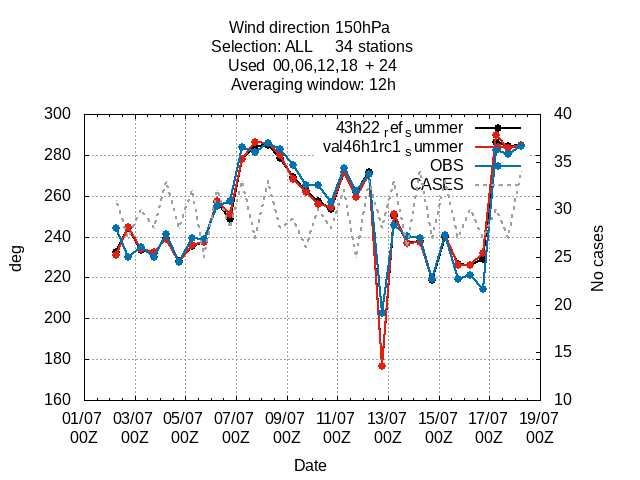 Wind direction 150hPa
Selection: ALL 34 stations
Used 00,06,12,18 + 24
Averaging window: 12h
300
280
260
240
220
200
180
160
deg
40
35
30
25
20
15
10
No cases
43h22 ref summer
val46h1rc1 summer
OBS
CASES
01/07 03/07 05/07 07/07 09/07 11/07 13/07 15/07 17/07 19/07
00Z 00Z 00Z 00Z 00Z 00Z 00Z 00Z 00Z 00Z
Date